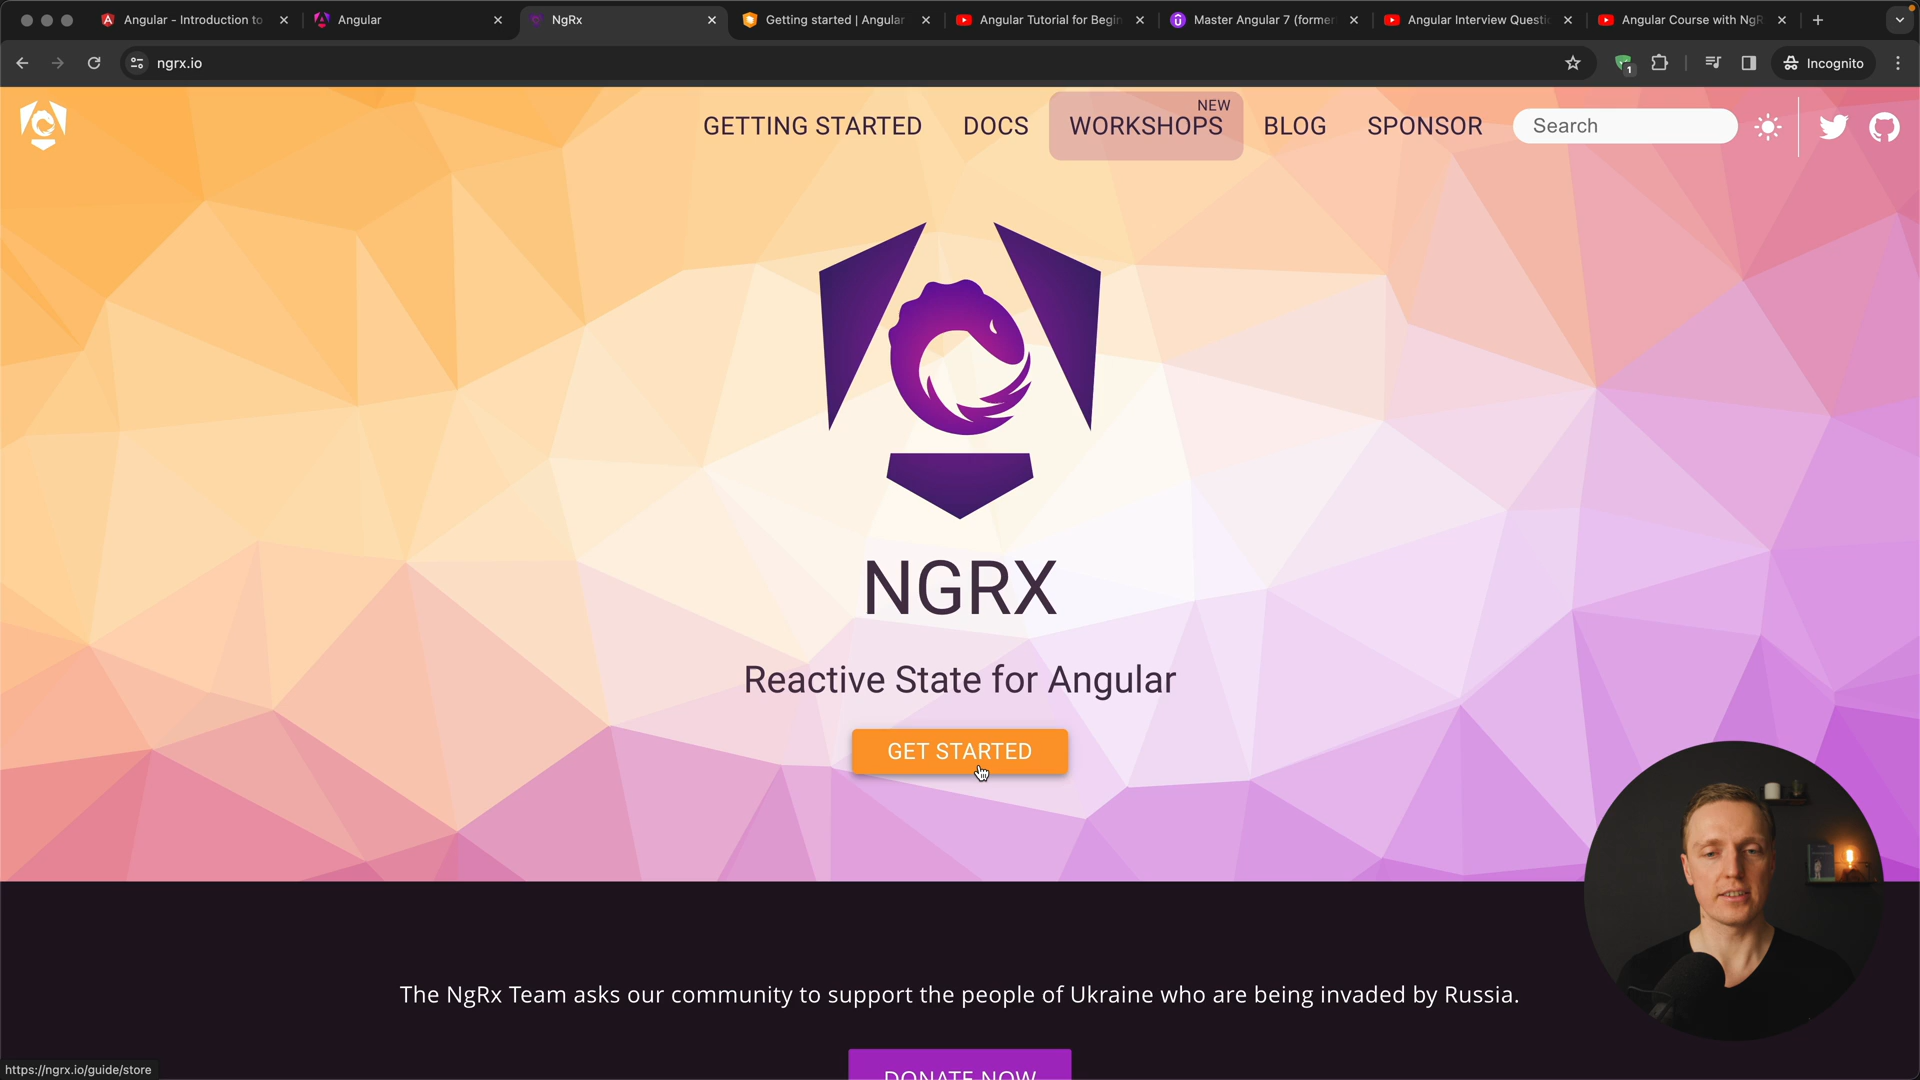 Angular - Introduction to
Angular
NgRx
Getting started | Angular
Angular Tutorial for Begin
Master Angular 7 (former
Angular Interview Questi
Angular Course with NgR
ngrx.io
1
Incognito
GETTING STARTED
DOCS
NEW
WORKSHOPS
BLOG
SPONSOR
Search
NGRX
Reactive State for Angular
GET STARTED
The NgRx Team asks our community to support the people of Ukraine who are being invaded by Russia.
DONATE NOW
https://ngrx.io/guide/store